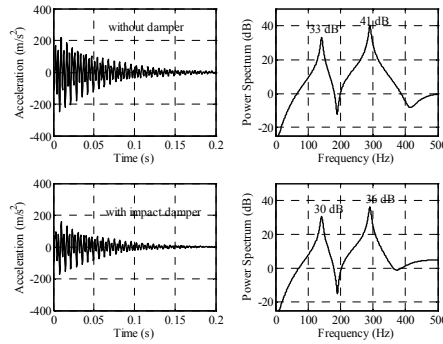 400
200
0
-200
-400
Acceleration (m/s²)
without damper
0 0.05 0.1 0.15 0.2
Time (s)
40
20
0
-20
Power Spectrum (dB)
33 dB
41 dB
0 100 200 300 400 500
Frequency (Hz)
400
200
0
-200
-400
Acceleration (m/s²)
with impact damper
0 0.05 0.1 0.15 0.2
Time (s)
40
20
0
-20
Power Spectrum (dB)
30 dB
36 dB
0 100 200 300 400 500
Frequency (Hz)